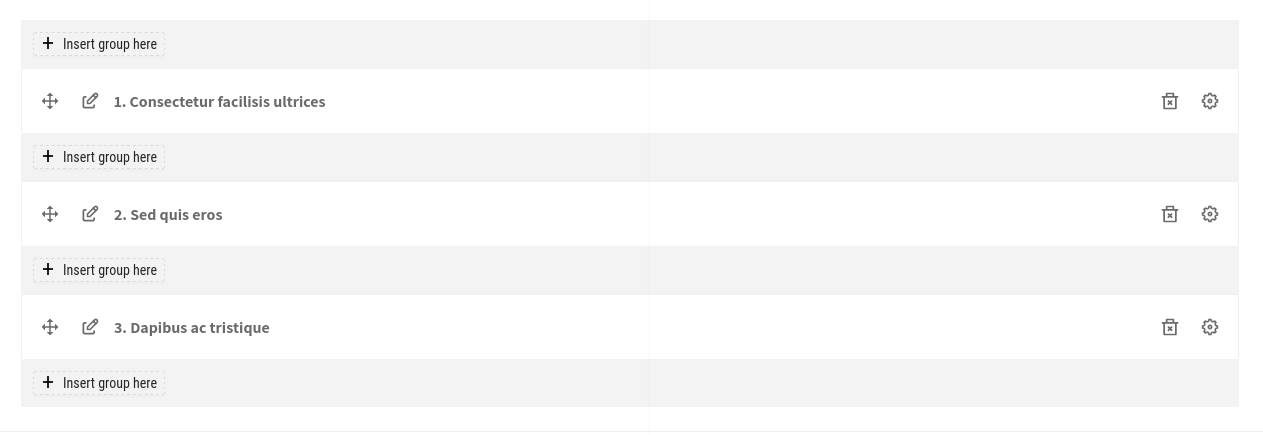 Insert group here
1. Consectetur facilisis ultrices
Insert group here
2. Sed quis eros
Insert group here
3. Dapibus ac tristique
Insert group here